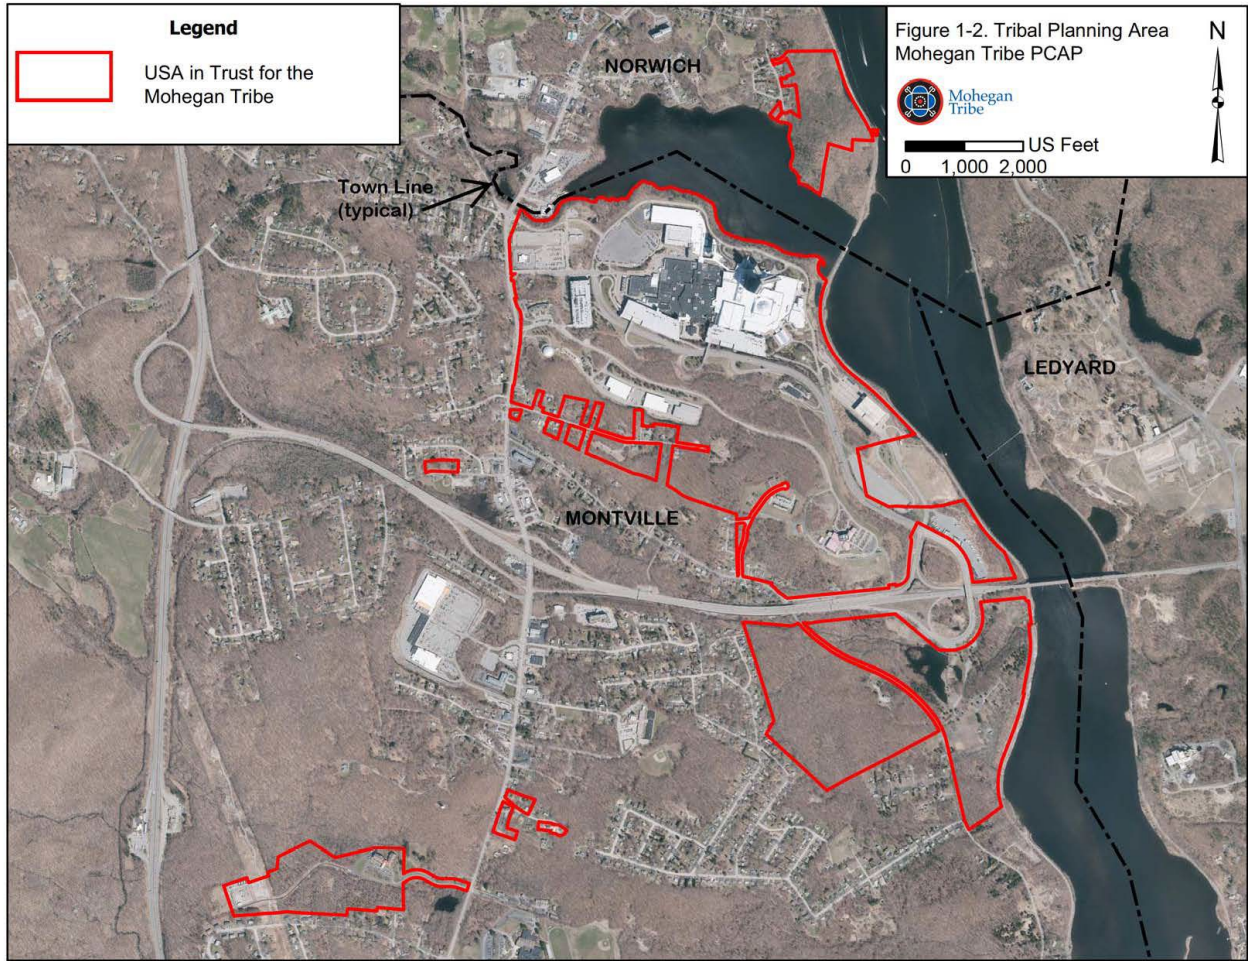 Legend
USA in Trust for the
Mohegan Tribe
Figure 1-2. Tribal Planning Area
Mohegan Tribe PCAP
N
Mohegan
Tribe
US Feet
0 1,000 2,000
NORWICH
Town Line
(typical)
LEDYARD
MONTVILLE